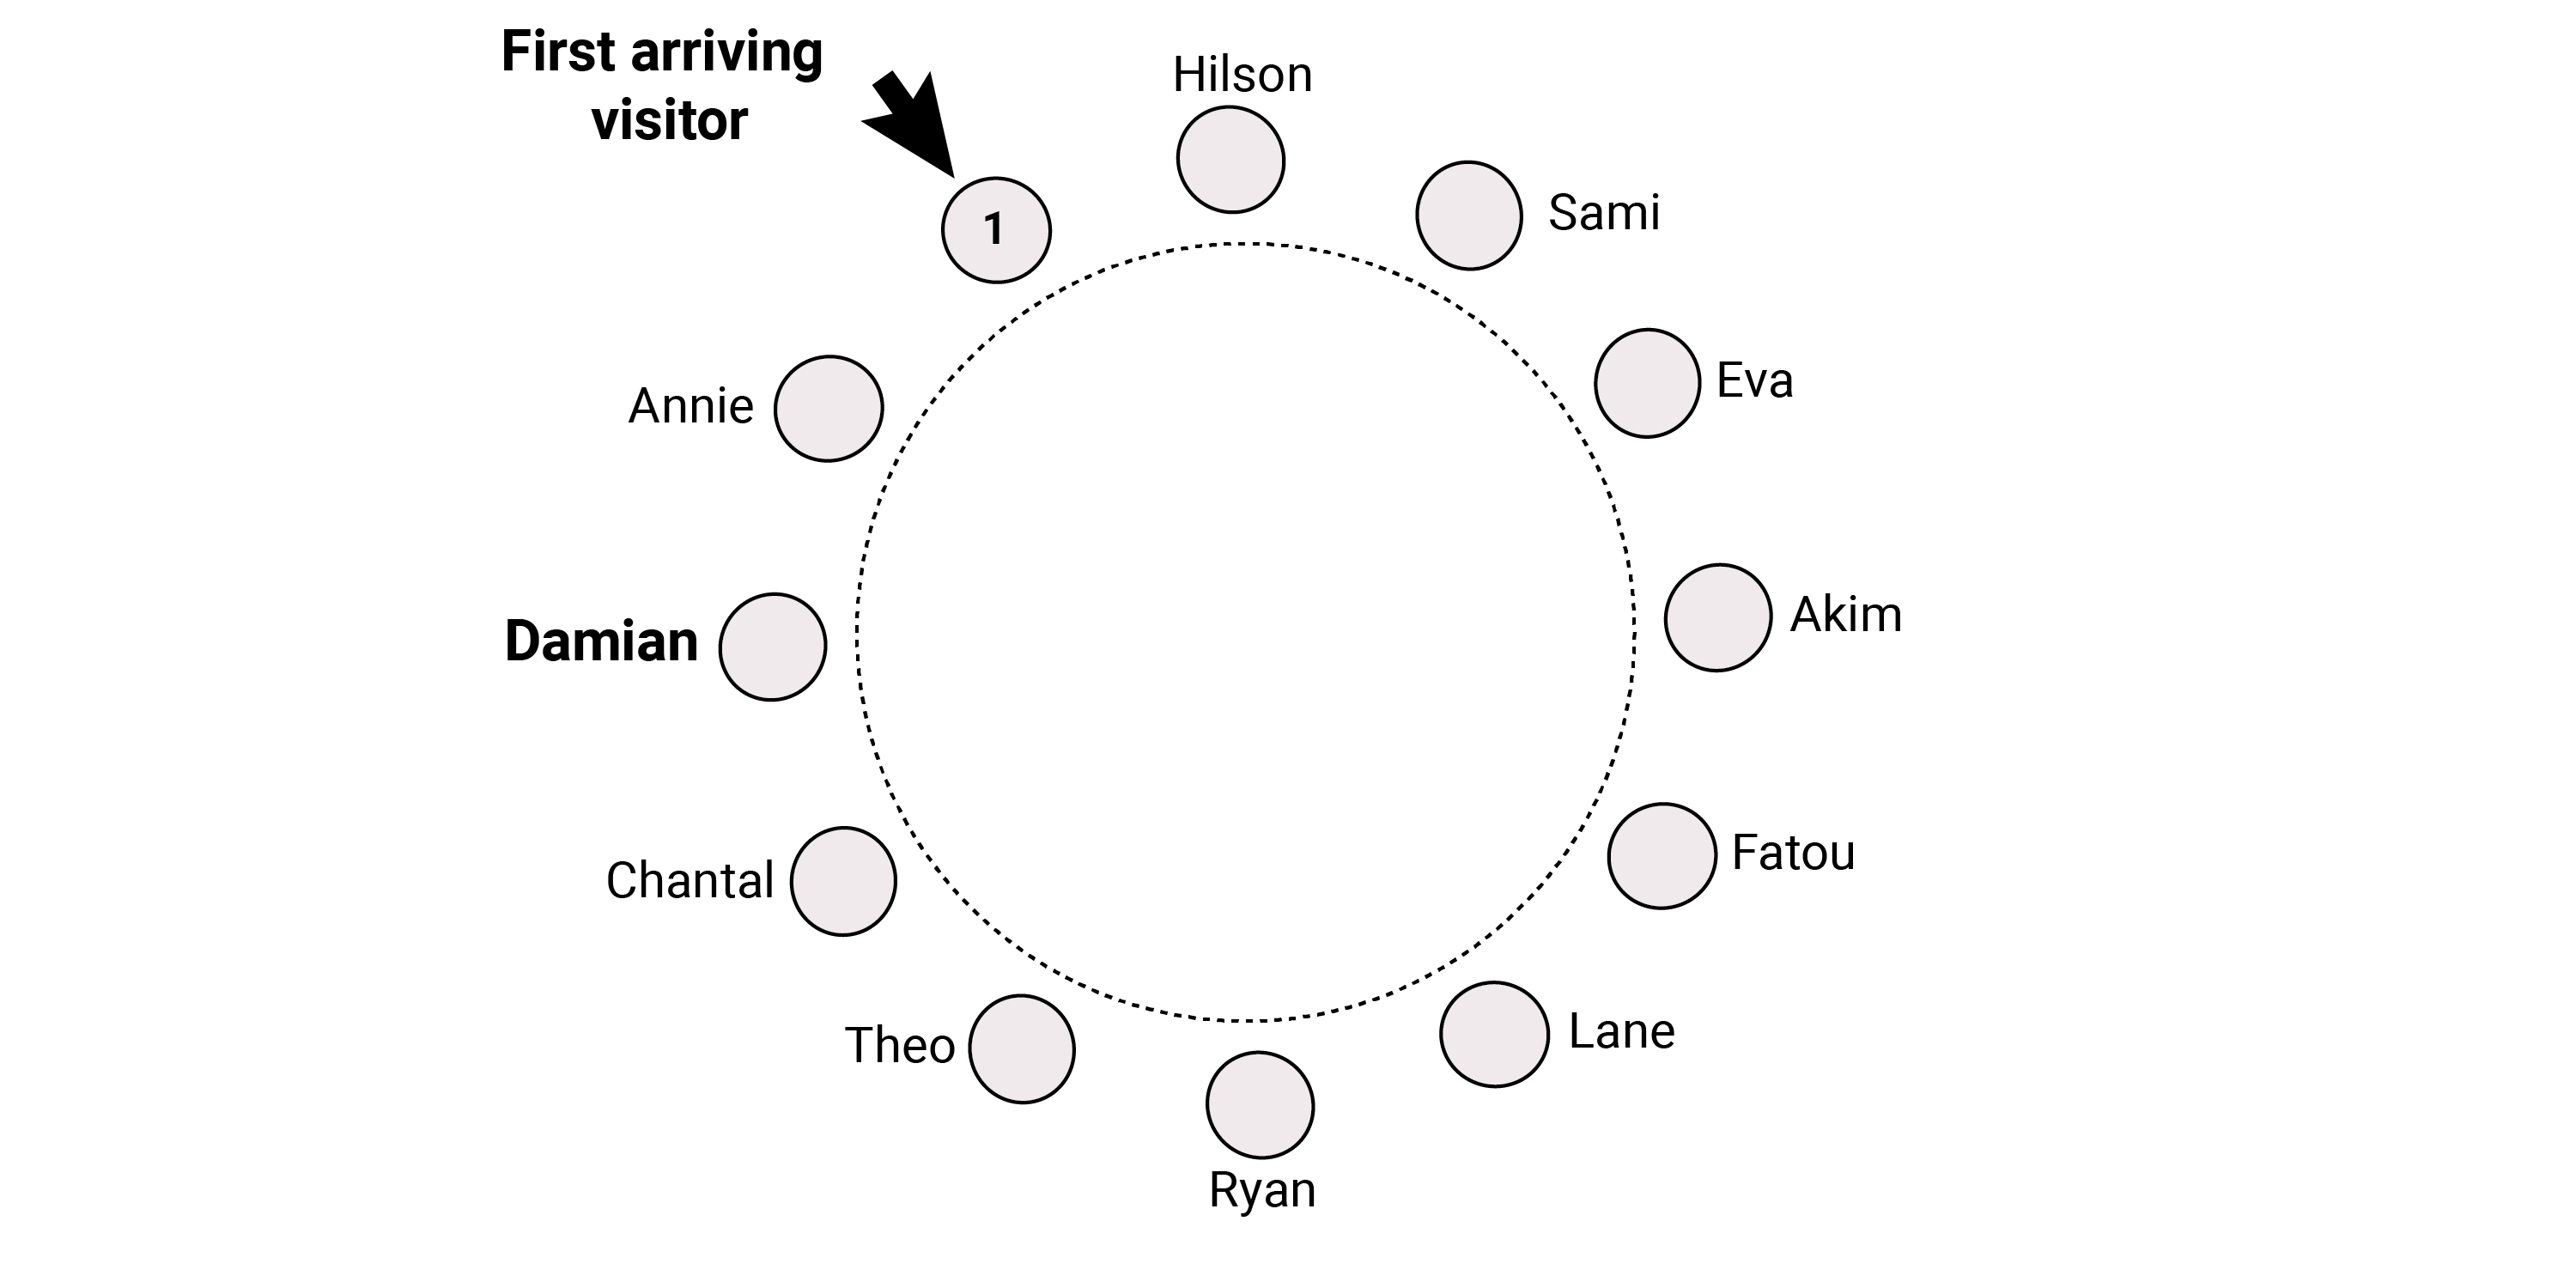 First arriving
visitor
Hilson
1
Sami
Eva
Annie
Akim
Damian
Fatou
Chantal
Lane
Theo
Ryan